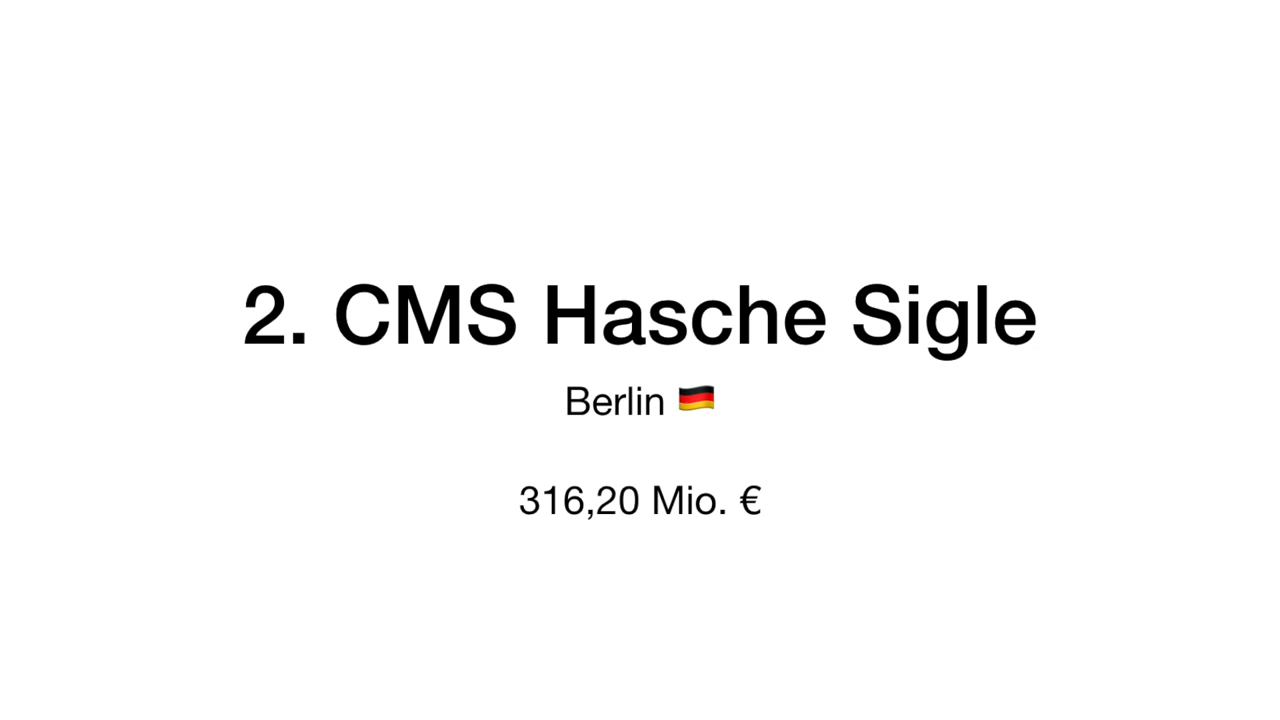 2. CMS Hasche Sigle
Berlin 🇩🇪
316,20 Mio. €